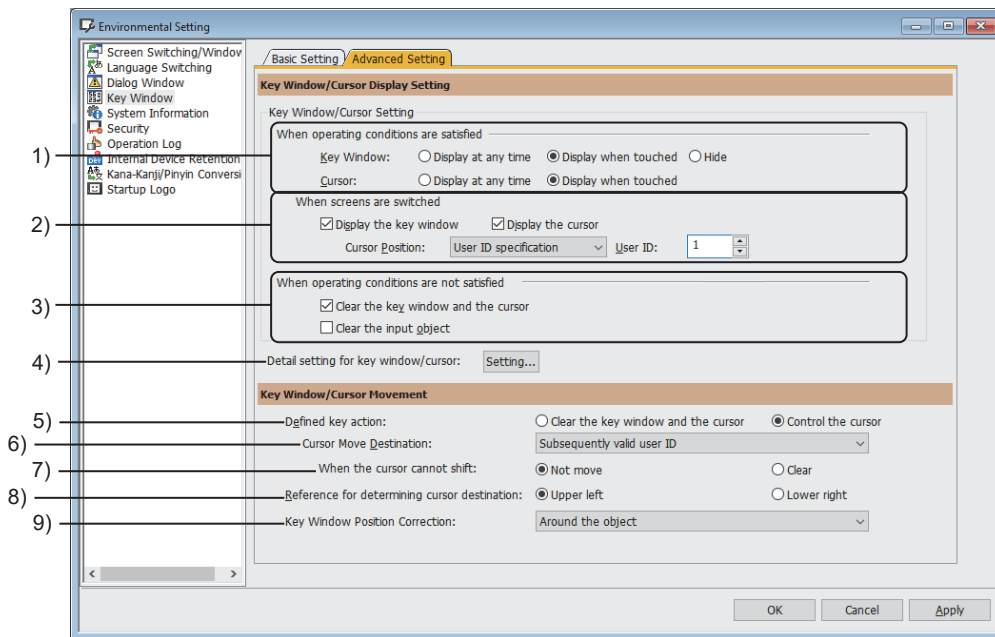 Environmental Setting
Screen Switching/Window
Language Switching
Dialog Window
Key Window
System Information
Security
Operation Log
Internal Device Retention
Kana-Kanji/Pinyin Conversi
Startup Logo
Basic Setting
Advanced Setting
Key Window/Cursor Display Setting
Key Window/Cursor Setting
1)
When operating conditions are satisfied
Key Window: Display at any time Display when touched Hide
Cursor: Display at any time Display when touched
2)
When screens are switched
Display the key window Display the cursor
Cursor Position: User ID specification User ID: 1
3)
When operating conditions are not satisfied
Clear the key window and the cursor
Clear the input object
4) Detail setting for key window/cursor: Setting...
Key Window/Cursor Movement
5) Defined key action: Clear the key window and the cursor Control the cursor
6) Cursor Move Destination: Subsequently valid user ID
7) When the cursor cannot shift: Not move Clear
8) Reference for determining cursor destination: Upper left Lower right
9) Key Window Position Correction: Around the object
OK Cancel Apply